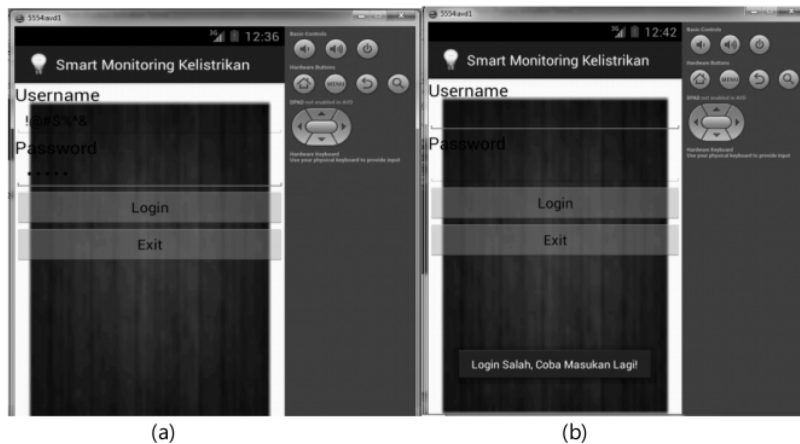 5554:avd1
3G 12:36
Smart Monitoring Kelistrikan
Username
!@#$%^&
Password
Login
Exit
Basic Controls
Hardware Buttons
MENU
DPAD not enabled in AVD
Hardware Keyboard
Use your physical keyboard to provide input
(a)
5554:avd1
3G 12:42
Smart Monitoring Kelistrikan
Username
Password
Login
Exit
Login Salah, Coba Masukan Lagi!
Basic Controls
Hardware Buttons
MENU
DPAD not enabled in AVD
Hardware Keyboard
Use your physical keyboard to provide input
(b)